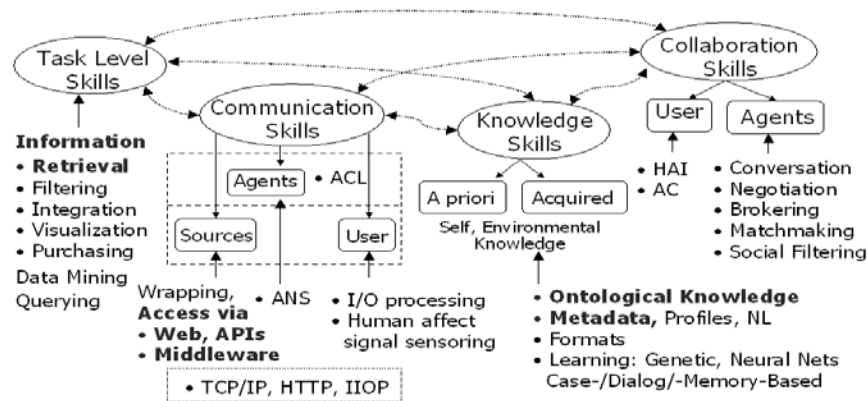 Task Level
Skills
Collaboration
Skills
Communication
Skills
Knowledge
Skills
User
Agents
Information
• Retrieval
• Filtering
• Integration
• Visualization
• Purchasing
Data Mining
Querying
Agents
• ACL
Sources
User
A priori
Acquired
Self, Environmental
Knowledge
• HAI
• AC
• Conversation
• Negotiation
• Brokering
• Matchmaking
• Social Filtering
Wrapping,
Access via
• Web, APIs
• Middleware
• ANS
• I/O processing
• Human affect
signal sensoring
• Ontological Knowledge
• Metadata, Profiles, NL
• Formats
• Learning: Genetic, Neural Nets
Case-/Dialog/-Memory-Based
• TCP/IP, HTTP, IIOP